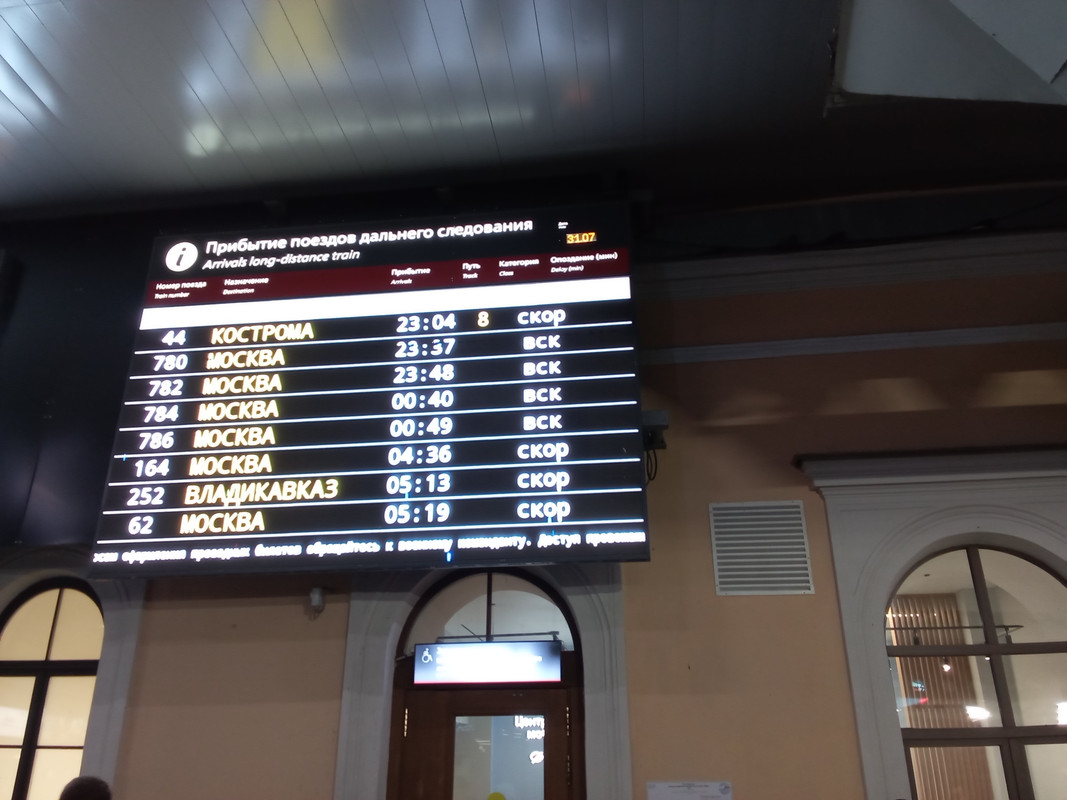 i Прибытие поездов дальнего следования
Arrivals long-distance train
31.07
Номер поезда Назначение Прибытие Путь Категория Опоздание (мин)
Train number Destination Arrivals Track Class Delay (min)
44 КОСТРОМА 23:04 8 скор
780 МОСКВА 23:37 ВСК
782 МОСКВА 23:48 ВСК
784 МОСКВА 00:40 ВСК
786 МОСКВА 00:49 ВСК
164 МОСКВА 04:36 скор
252 ВЛАДИКАВКАЗ 05:13 скор
62 МОСКВА 05:19 скор
оформления проездных билетов обращайтесь к военному коменданту. Доступ